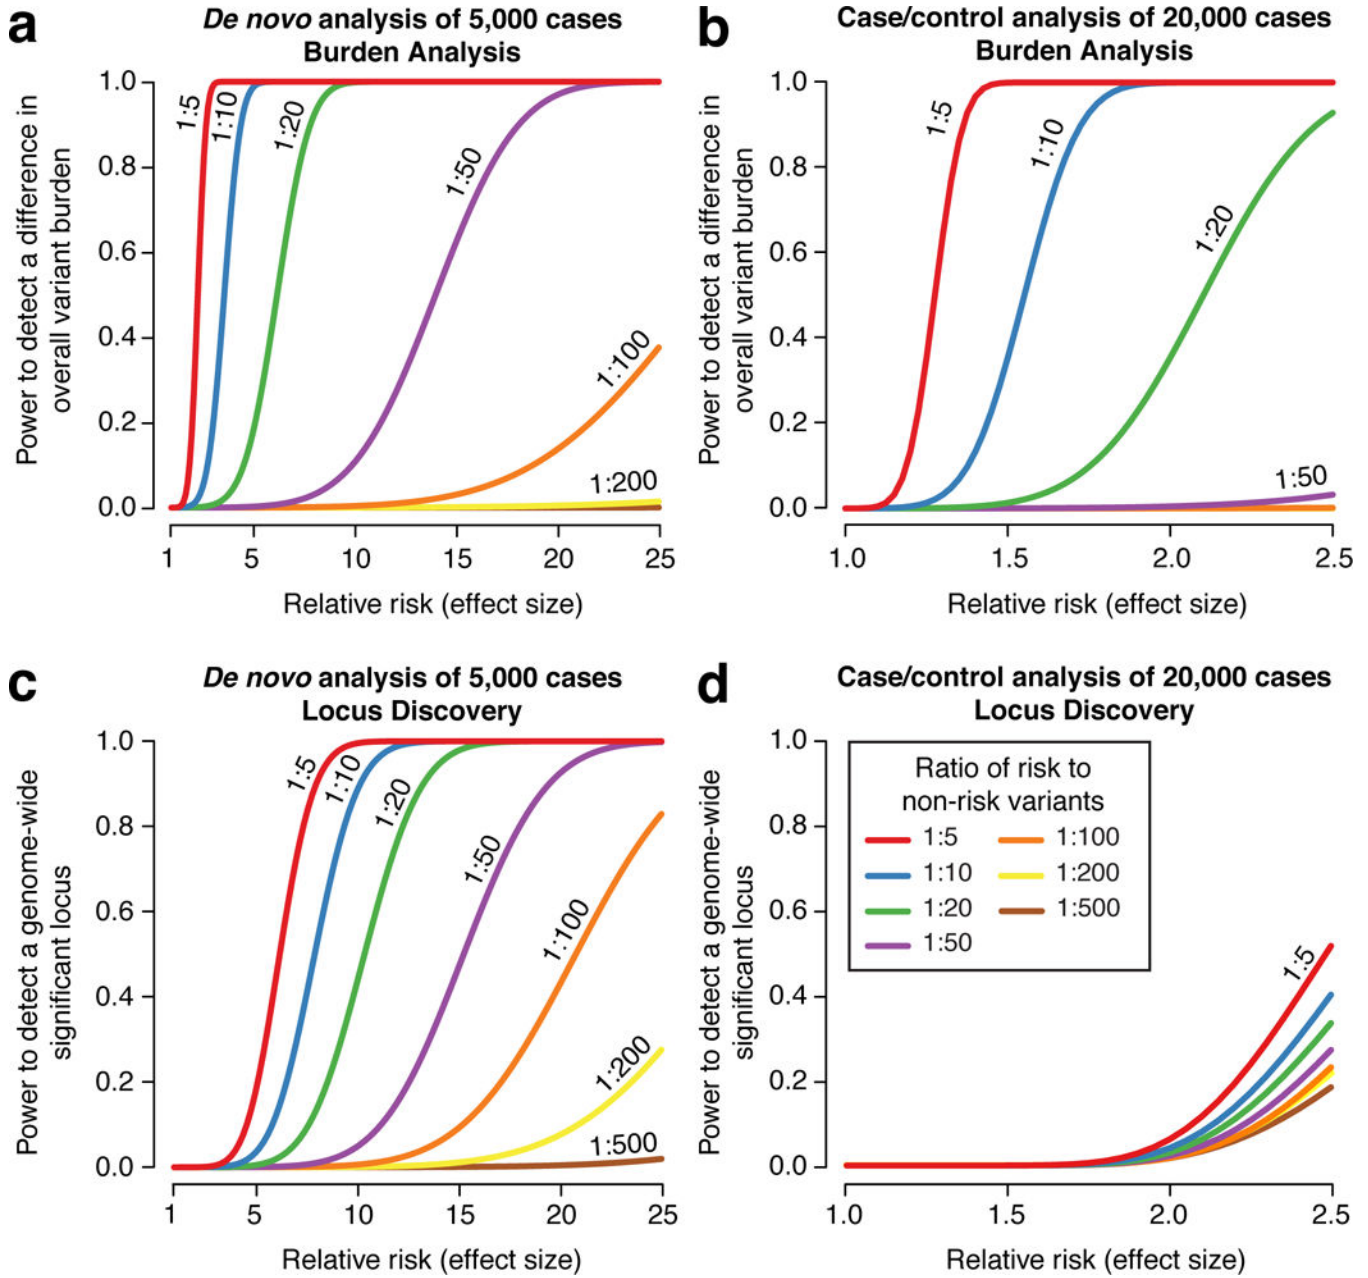 a
De novo analysis of 5,000 cases
Burden Analysis
Power to detect a difference in
overall variant burden
1.0
0.8
0.6
0.4
0.2
0.0
1:5
1:10
1:20
1:50
1:100
1:200
1
5
10
15
20
25
Relative risk (effect size)
b
Case/control analysis of 20,000 cases
Burden Analysis
Power to detect a difference in
overall variant burden
1.0
0.8
0.6
0.4
0.2
0.0
1:5
1:10
1:20
1:50
1.0
1.5
2.0
2.5
Relative risk (effect size)
c
De novo analysis of 5,000 cases
Locus Discovery
Power to detect a genome-wide
significant locus
1.0
0.8
0.6
0.4
0.2
0.0
1:5
1:10
1:20
1:50
1:100
1:200
1:500
1
5
10
15
20
25
Relative risk (effect size)
d
Case/control analysis of 20,000 cases
Locus Discovery
Power to detect a genome-wide
significant locus
1.0
0.8
0.6
0.4
0.2
0.0
Ratio of risk to
non-risk variants
1:5
1:10
1:20
1:50
1:100
1:200
1:500
1:5
1.0
1.5
2.0
2.5
Relative risk (effect size)